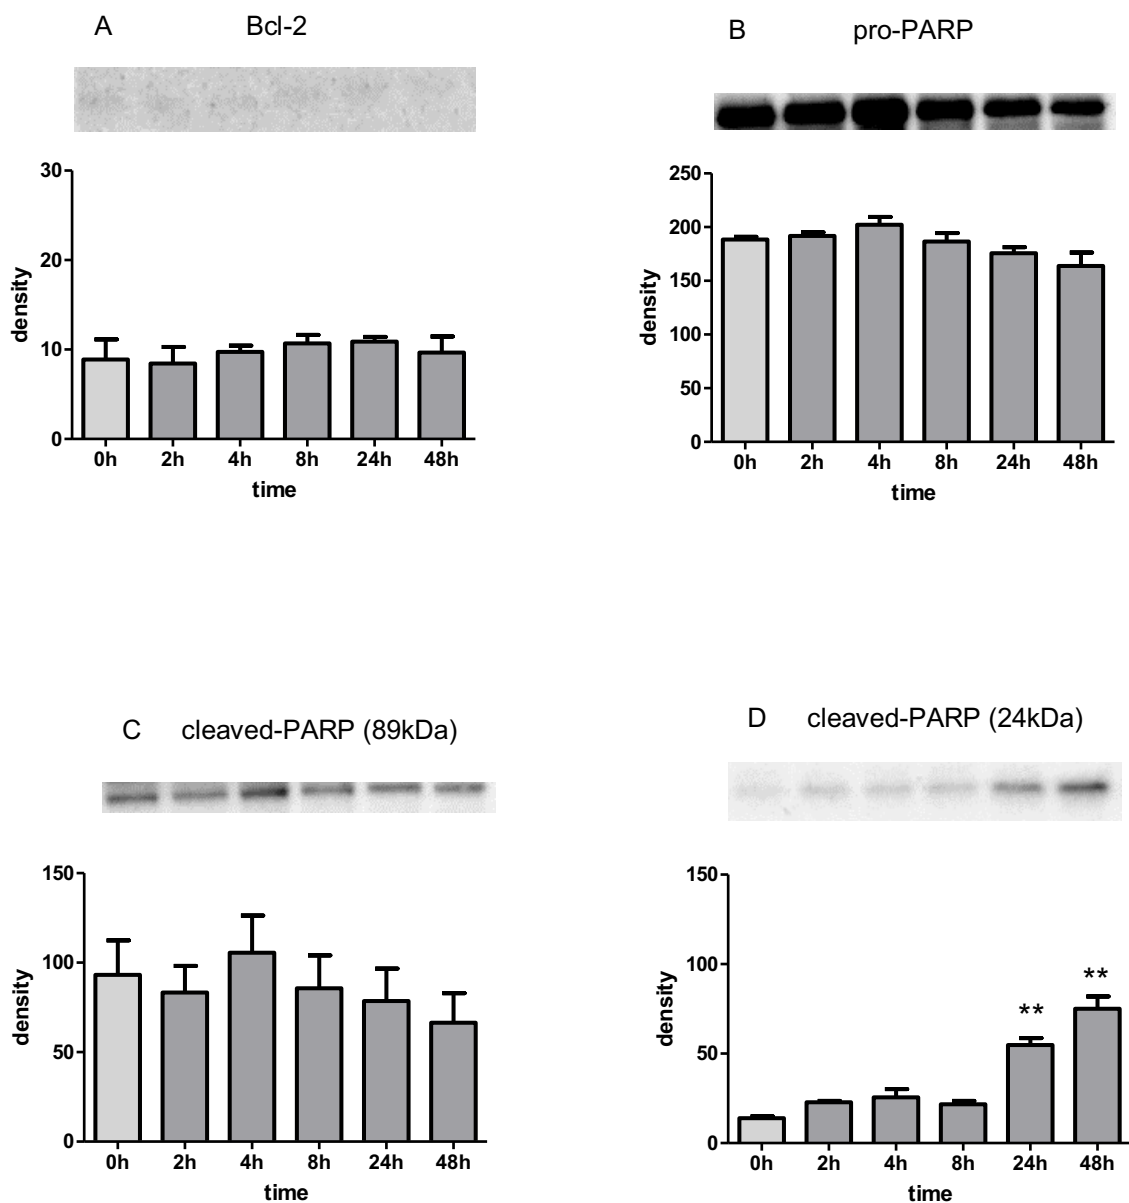 A Bcl-2
30
20
10
0
density
0h 2h 4h 8h 24h 48h
time
B pro-PARP
250
200
150
100
50
0
density
0h 2h 4h 8h 24h 48h
time
C cleaved-PARP (89kDa)
150
100
50
0
density
0h 2h 4h 8h 24h 48h
time
D cleaved-PARP (24kDa)
150
100
50
0
density
**
**
0h 2h 4h 8h 24h 48h
time